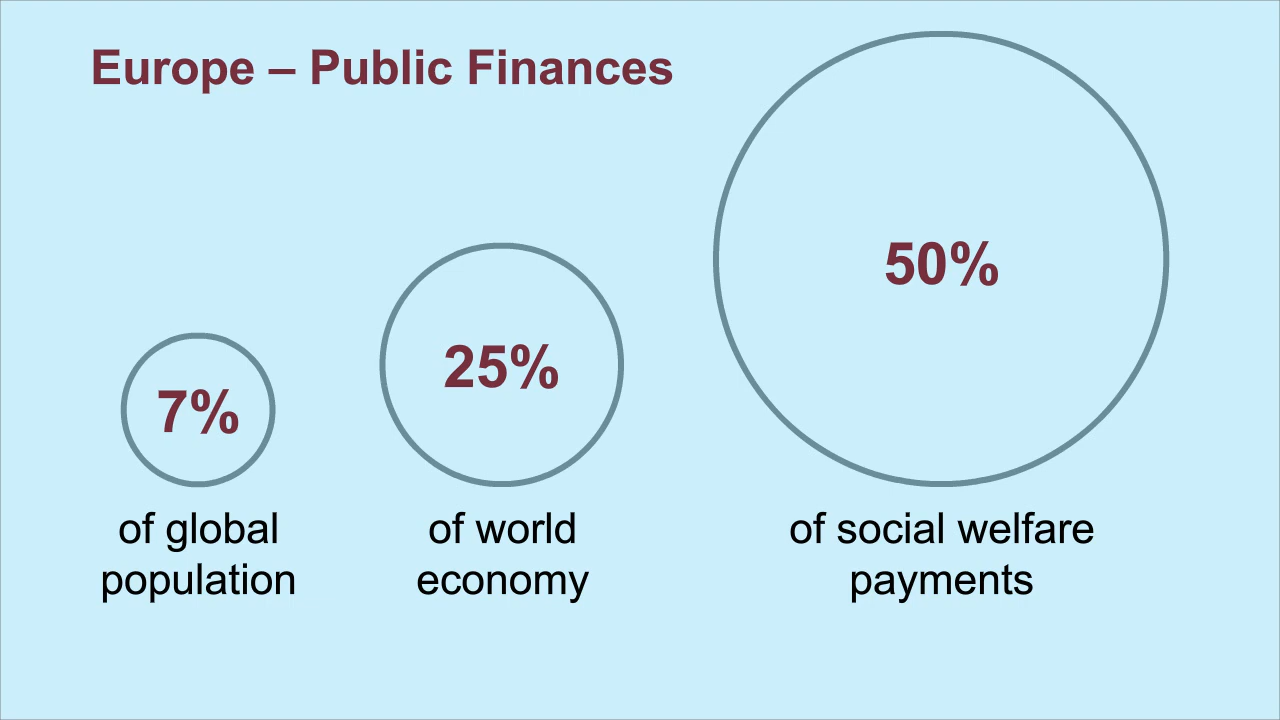 Europe – Public Finances
7%
of global
population
25%
of world
economy
50%
of social welfare
payments